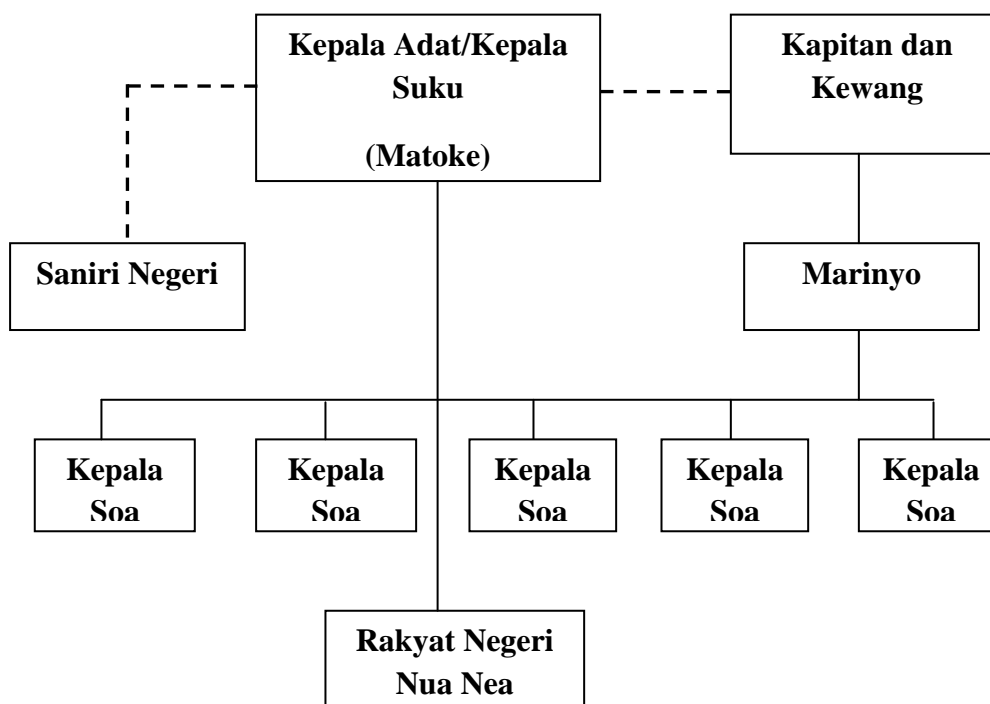 Kepala Adat/Kepala
Suku
(Matoke)
Kapitan dan
Kewang
Saniri Negeri
Marinyo
Kepala
Soa
Kepala
Soa
Kepala
Soa
Kepala
Soa
Kepala
Soa
Rakyat Negeri
Nua Nea